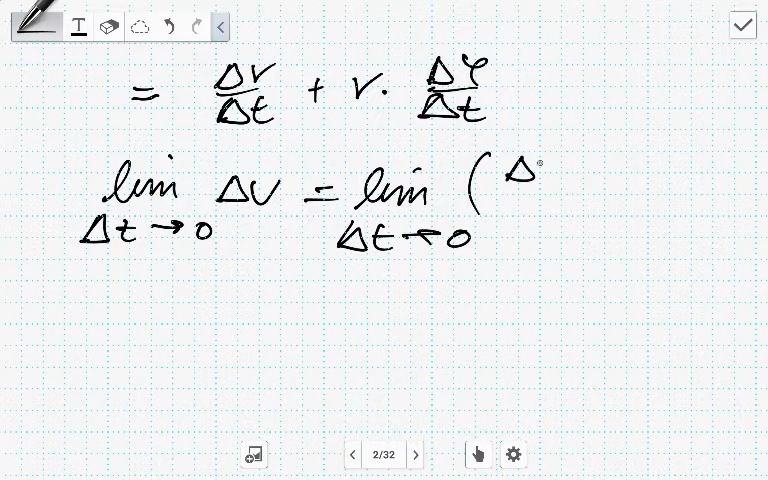 = Δr/Δt + r · Δφ/Δt
lim Δt→0 Δv = lim Δt→0 ( Δ
2/32